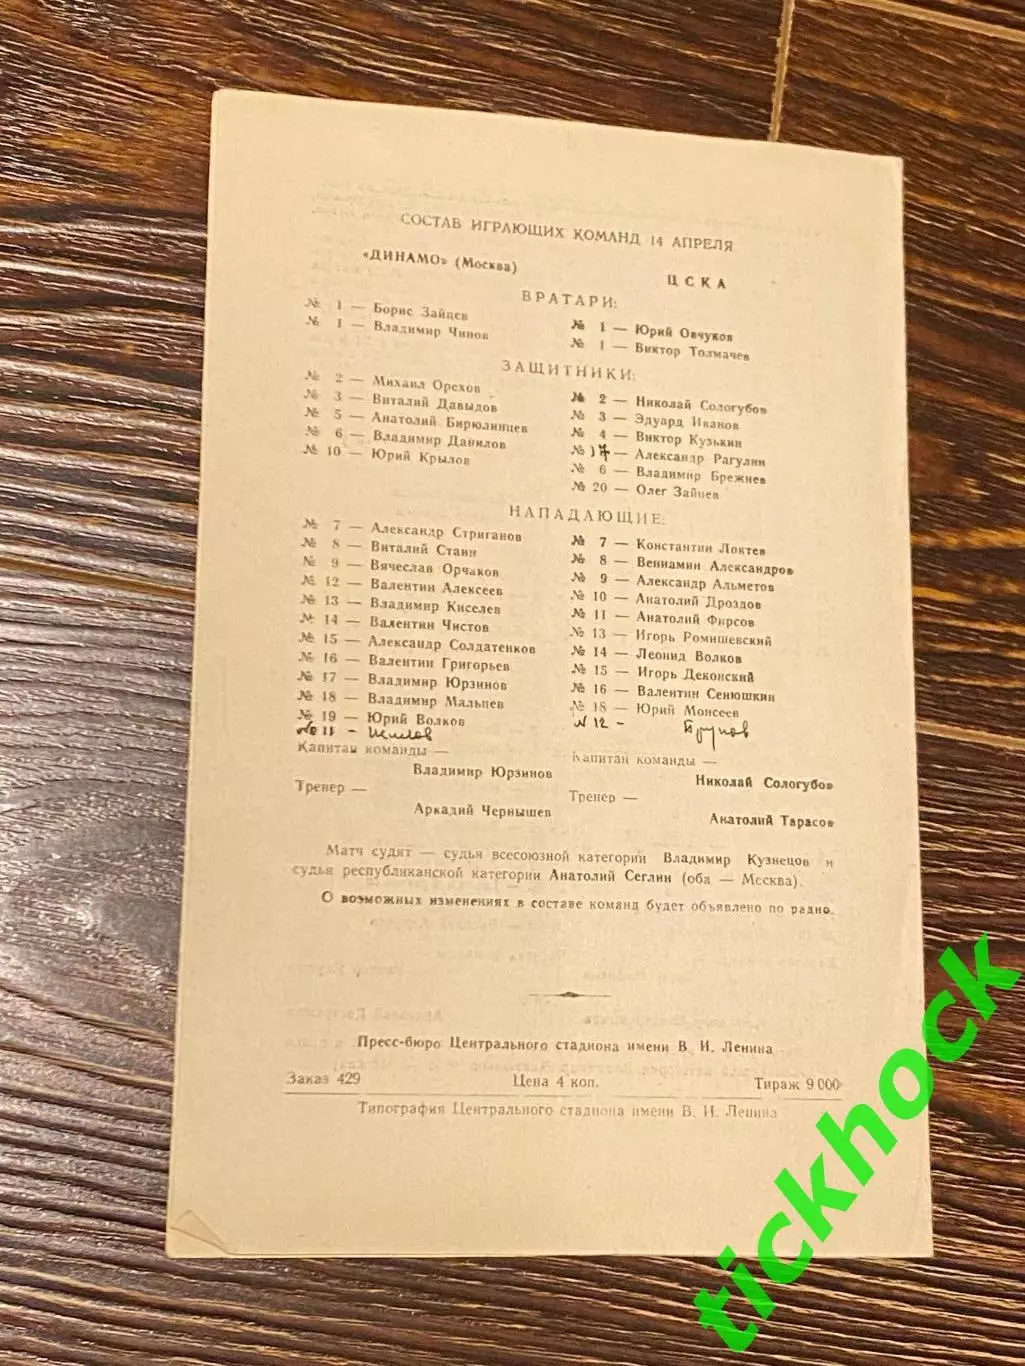 СОСТАВ ИГРАЮЩИХ КОМАНД 14 АПРЕЛЯ
«ДИНАМО» (Москва)
ЦСКА
ВРАТАРИ:
№ 1 — Борис Зайцев
№ 1 — Владимир Чинов
№ 1 — Юрий Овчуков
№ 1 — Виктор Толмачев
ЗАЩИТНИКИ:
№ 2 — Михаил Орехов
№ 3 — Виталий Давыдов
№ 5 — Анатолий Бирюлинцев
№ 6 — Владимир Данилов
№ 10 — Юрий Крылов
№ 2 — Николай Сологубов
№ 3 — Эдуард Иванов
№ 4 — Виктор Кузькин
№ 17 — Александр Рагулин
№ 6 — Владимир Брежнев
№ 20 — Олег Зайцев
НАПАДАЮЩИЕ:
№ 7 — Александр Стриганов
№ 8 — Виталий Стаин
№ 9 — Вячеслав Орчаков
№ 12 — Валентин Алексеев
№ 13 — Владимир Киселев
№ 14 — Валентин Чистов
№ 15 — Александр Солдатенков
№ 16 — Валентин Григорьев
№ 17 — Владимир Юрзинов
№ 18 — Владимир Мальцев
№ 19 — Юрий Волков
№ 11 — Шилов
№ 7 — Константин Локтев
№ 8 — Вениамин Александров
№ 9 — Александр Альметов
№ 10 — Анатолий Дроздов
№ 11 — Анатолий Фирсов
№ 13 — Игорь Ромишевский
№ 14 — Леонид Волков
№ 15 — Игорь Деконский
№ 16 — Валентин Сенюшкин
№ 18 — Юрий Моисеев
№ 12 -
Капитан команды —
Владимир Юрзинов
Тренер —
Аркадий Чернышев
Капитан команды —
Николай Сологубов
Тренер —
Анатолий Тарасов
Матч судят — судья всесоюзной категории Владимир Кузнецов и
судья республиканской категории Анатолий Сеглин (оба — Москва).
О возможных изменениях в составе команд будет объявлено по радио.
Пресс-бюро Центрального стадиона имени В. И. Ленина
Заказ 429 Цена 4 коп. Тираж 9 000
Типография Центрального стадиона имени В. И. Ленина
tickhock